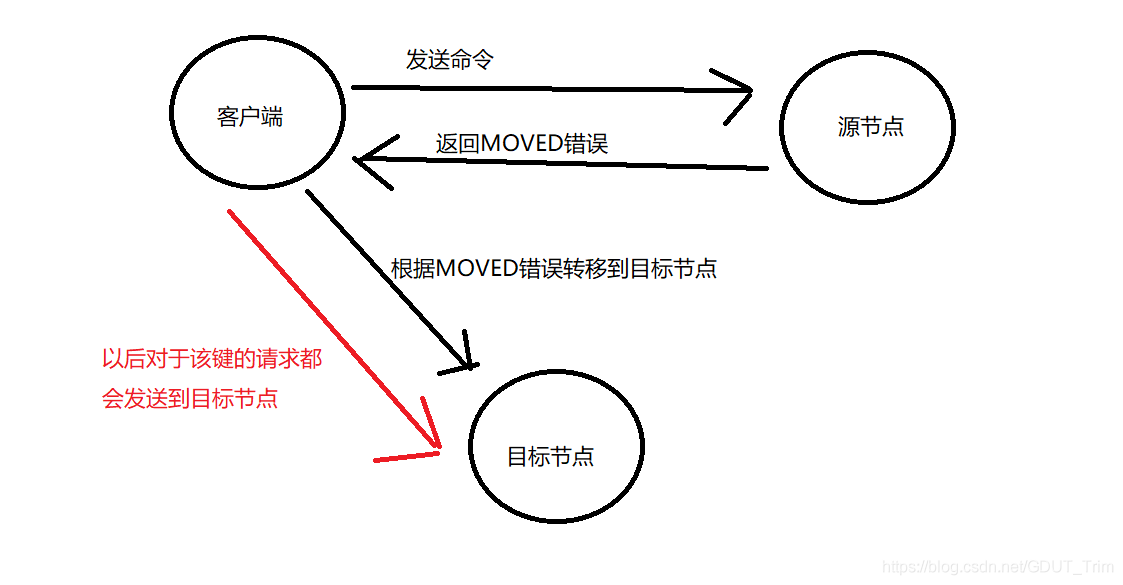 发送命令
客户端
源节点
返回MOVED错误
根据MOVED错误转移到目标节点
以后对于该键的请求都
会发送到目标节点
目标节点
https://blog.csdn.net/GDUT_Trim